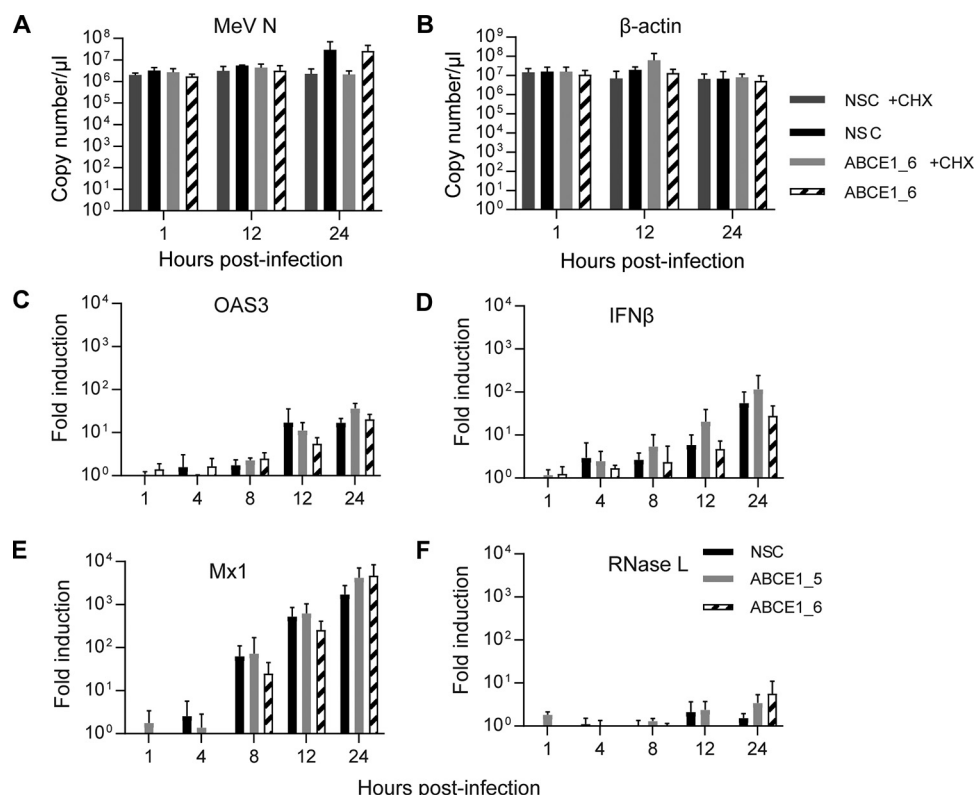 A
MeV N
Copy number/µl
10⁸
10⁷
10⁶
10⁵
10⁴
10³
10²
10¹
10⁰
1
12
24
Hours post-infection
B
β-actin
Copy number/µl
10⁹
10⁸
10⁷
10⁶
10⁵
10⁴
10³
10²
10¹
10⁰
1
12
24
Hours post-infection
NSC +CHX
NSC
ABCE1_6 +CHX
ABCE1_6
C
OAS3
Fold induction
10⁴
10³
10²
10¹
10⁰
1
4
8
12
24
D
IFNβ
Fold induction
10⁴
10³
10²
10¹
10⁰
1
4
8
12
24
E
Mx1
Fold induction
10⁴
10³
10²
10¹
10⁰
1
4
8
12
24
F
RNase L
Fold induction
10⁴
10³
10²
10¹
10⁰
1
4
8
12
24
NSC
ABCE1_5
ABCE1_6
Hours post-infection